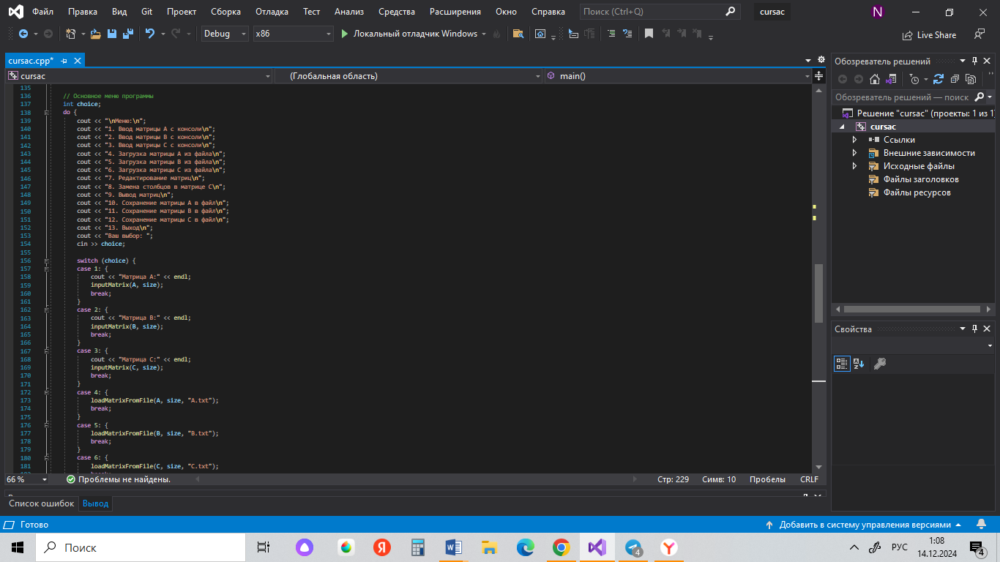 Файл Правка Вид Git Проект Сборка Отладка Тест Анализ Средства Расширения Окно Справка Поиск (Ctrl+Q) cursac N
Debug x86 Локальный отладчик Windows Live Share
cursac.cpp*
cursac (Глобальная область) main()
135
136 // Основное меню программы
137 int choice;
138 do {
139 cout << "\nМеню:\n";
140 cout << "1. Ввод матрицы A с консоли\n";
141 cout << "2. Ввод матрицы B с консоли\n";
142 cout << "3. Ввод матрицы C с консоли\n";
143 cout << "4. Загрузка матрицы A из файла\n";
144 cout << "5. Загрузка матрицы B из файла\n";
145 cout << "6. Загрузка матрицы C из файла\n";
146 cout << "7. Редактирование матриц\n";
147 cout << "8. Замена столбцов в матрице C\n";
148 cout << "9. Вывод матриц\n";
149 cout << "10. Сохранение матрицы A в файл\n";
150 cout << "11. Сохранение матрицы B в файл\n";
151 cout << "12. Сохранение матрицы C в файл\n";
152 cout << "13. Выход\n";
153 cout << "Ваш выбор: ";
154 cin >> choice;
155
156 switch (choice) {
157 case 1: {
158 cout << "Матрица A:" << endl;
159 inputMatrix(A, size);
160 break;
161 }
162 case 2: {
163 cout << "Матрица B:" << endl;
164 inputMatrix(B, size);
165 break;
166 }
167 case 3: {
168 cout << "Матрица C:" << endl;
169 inputMatrix(C, size);
170 break;
171 }
172 case 4: {
173 loadMatrixFromFile(A, size, "A.txt");
174 break;
175 }
176 case 5: {
177 loadMatrixFromFile(B, size, "B.txt");
178 break;
179 }
180 case 6: {
181 loadMatrixFromFile(C, size, "C.txt");
66 % Проблемы не найдены. Стр: 229 Симв: 10 Пробелы CRLF
Список ошибок Вывод
Обозреватель решений
Обозреватель решений — поиск
Решение "cursac" (проекты: 1 из 1)
cursac
Ссылки
Внешние зависимости
Исходные файлы
Файлы заголовков
Файлы ресурсов
Свойства
Готово Добавить в систему управления версиями
Поиск Я 4 Y РУС 1:08
14.12.2024 4